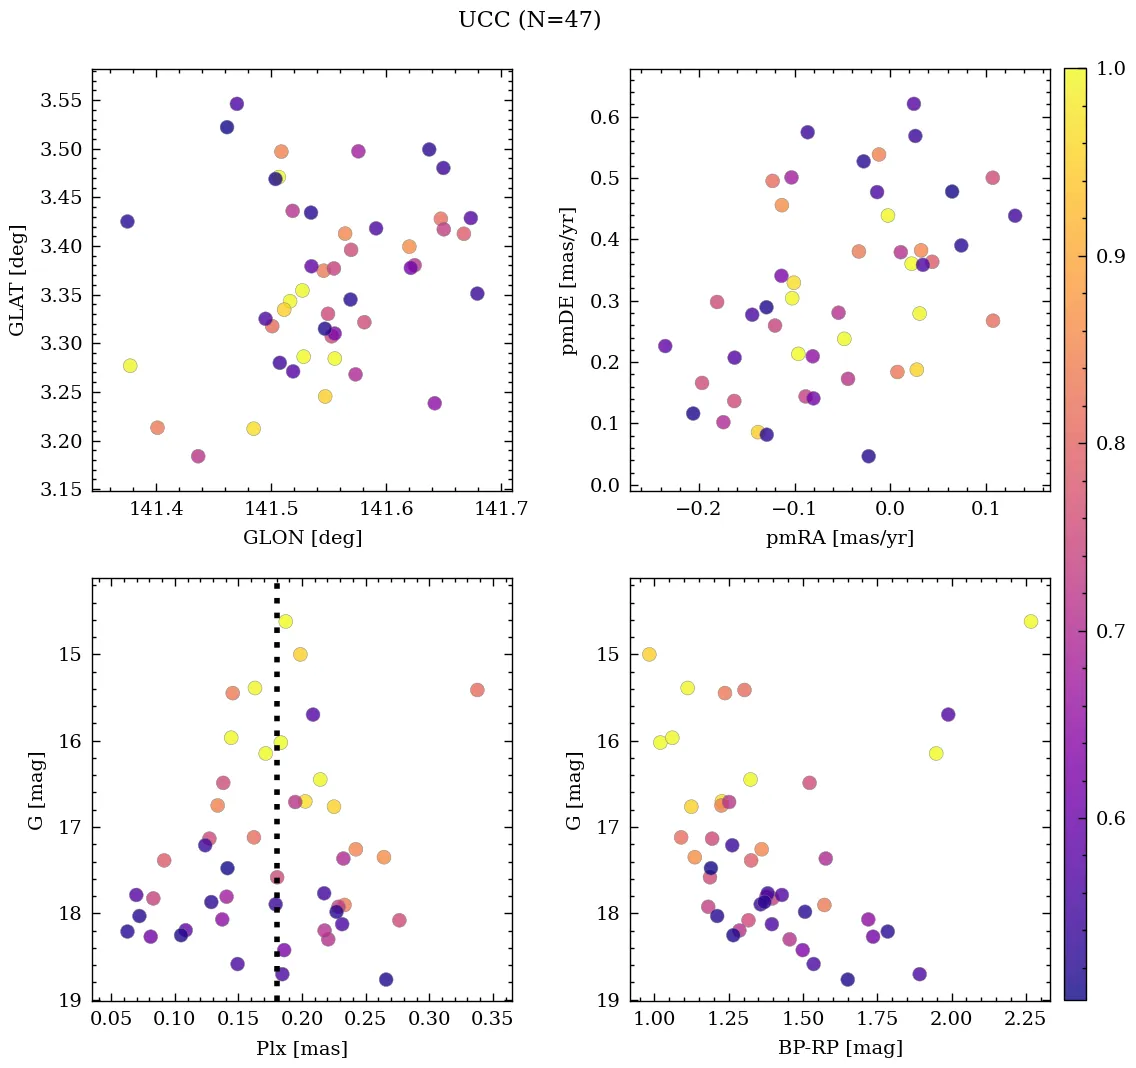 UCC (N=47)
3.55
3.50
3.45
3.40
3.35
3.30
3.25
3.20
3.15
GLAT [deg]
141.4 141.5 141.6 141.7
GLON [deg]
0.6
0.5
0.4
0.3
0.2
0.1
0.0
pmDE [mas/yr]
−0.2 −0.1 0.0 0.1
pmRA [mas/yr]
1.0
0.9
0.8
0.7
0.6
15
16
17
18
19
G [mag]
0.05 0.10 0.15 0.20 0.25 0.30 0.35
Plx [mas]
15
16
17
18
19
G [mag]
1.00 1.25 1.50 1.75 2.00 2.25
BP-RP [mag]